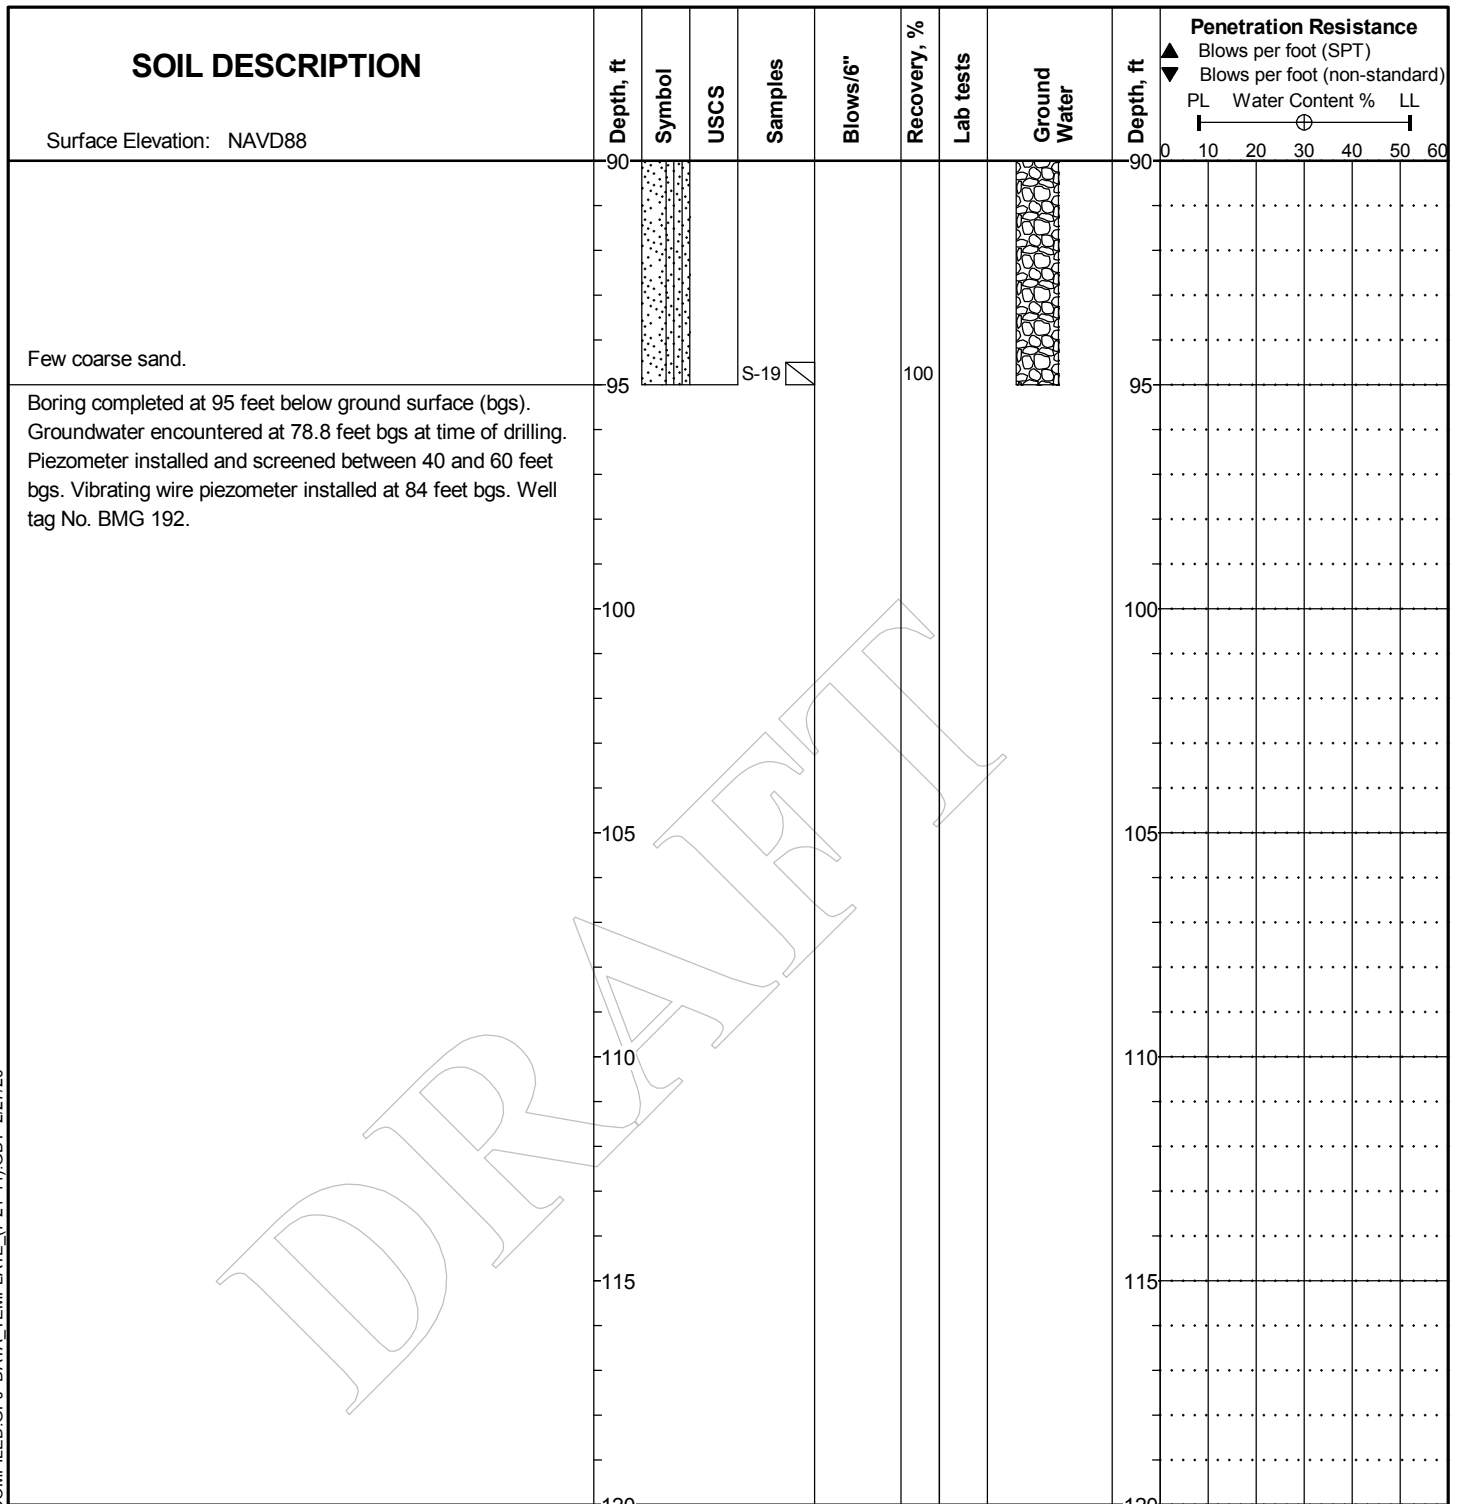 SOIL DESCRIPTION
Surface Elevation: NAVD88
Depth, ft
Symbol
USCS
Samples
Blows/6"
Recovery, %
Lab tests
Ground
Water
Depth, ft
Penetration Resistance
Blows per foot (SPT)
Blows per foot (non-standard)
PL Water Content % LL
0 10 20 30 40 50 60
90 90
Few coarse sand.
S-19 100
95 95
Boring completed at 95 feet below ground surface (bgs).
Groundwater encountered at 78.8 feet bgs at time of drilling.
Piezometer installed and screened between 40 and 60 feet
bgs. Vibrating wire piezometer installed at 84 feet bgs. Well
tag No. BMG 192.
100 100
105 105
110 110
115 115
120 120
DRAFT